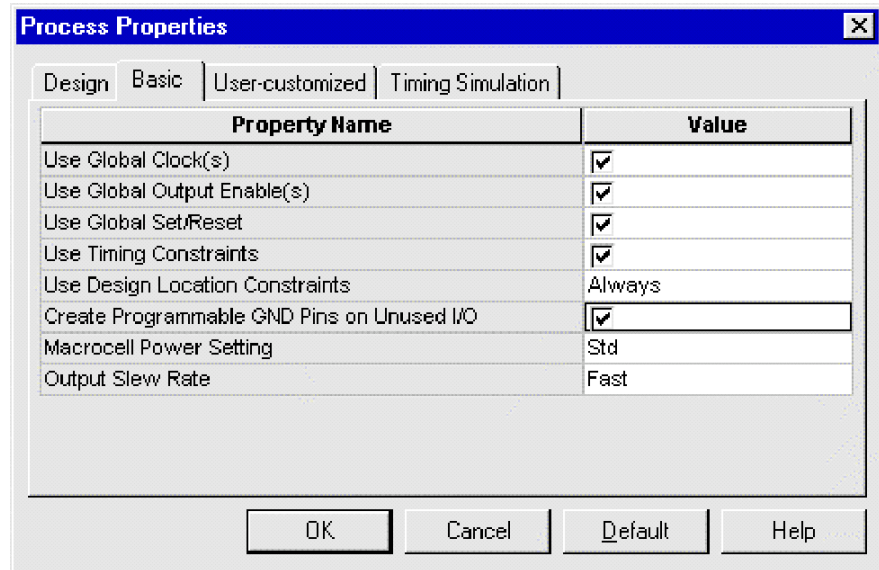 Process Properties
Design Basic User-customized Timing Simulation
Property Name Value
Use Global Clock(s)
Use Global Output Enable(s)
Use Global Set/Reset
Use Timing Constraints
Use Design Location Constraints Always
Create Programmable GND Pins on Unused I/O
Macrocell Power Setting Std
Output Slew Rate Fast
OK Cancel Default Help